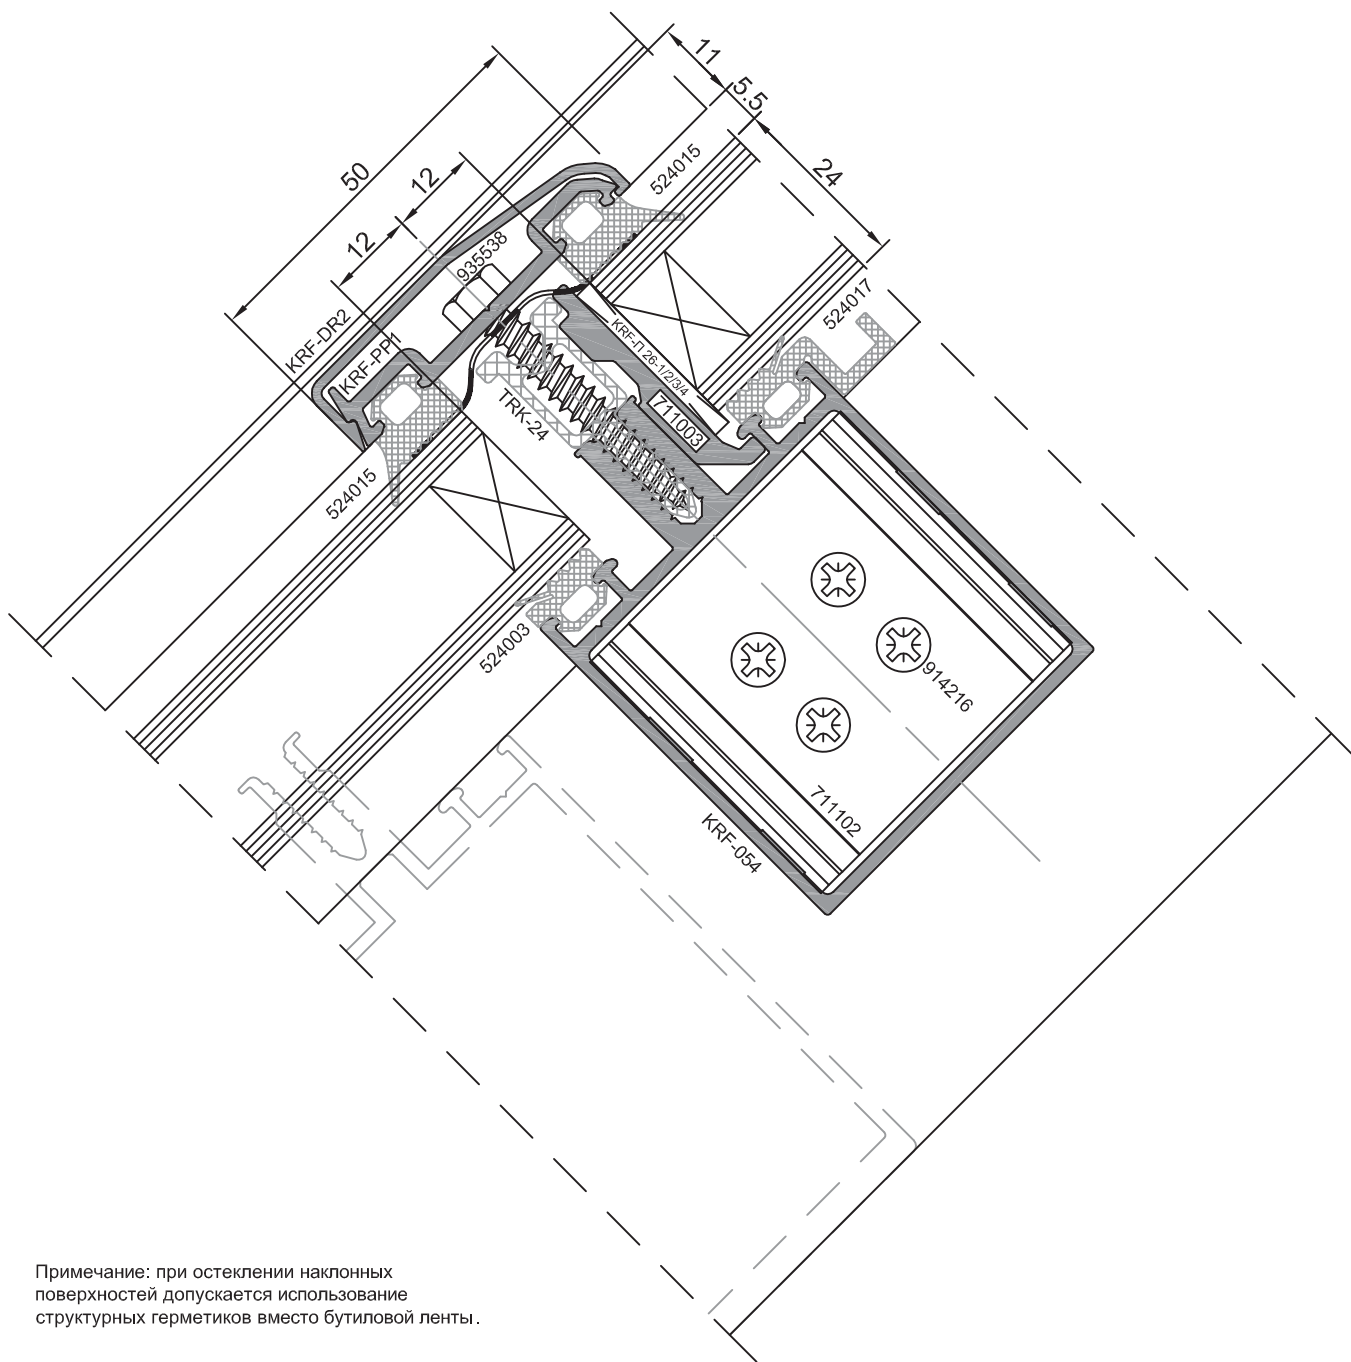 11
5.5
24
50
12
12
524015
935538
KRF-DR2
KRF-PP1
524017
KRF-П 26-1/2/3/4
TRK-24
711003
524015
524003
914216
711102
KRF-054
Примечание: при остеклении наклонных
поверхностей допускается использование
структурных герметиков вместо бутиловой ленты.